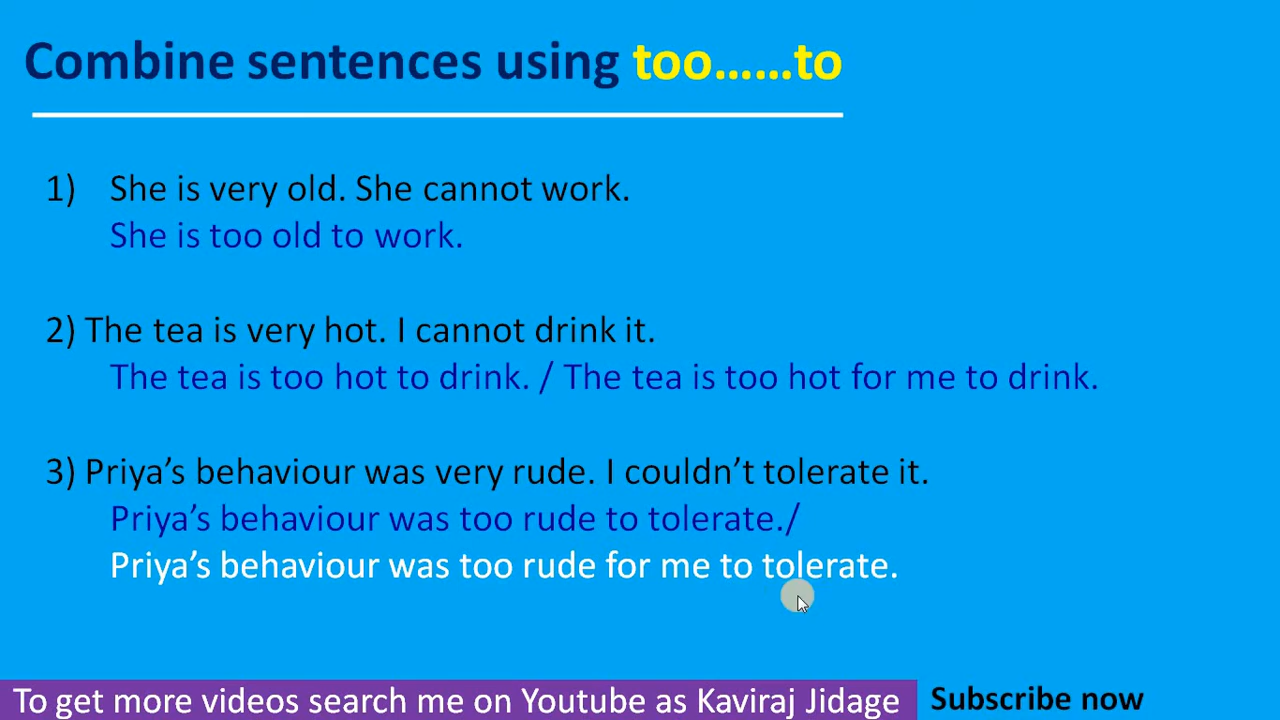 Combine sentences using too......to
1) She is very old. She cannot work.
She is too old to work.
2) The tea is very hot. I cannot drink it.
The tea is too hot to drink. / The tea is too hot for me to drink.
3) Priya’s behaviour was very rude. I couldn’t tolerate it.
Priya’s behaviour was too rude to tolerate./
Priya’s behaviour was too rude for me to tolerate.
To get more videos search me on Youtube as Kaviraj Jidage
Subscribe now